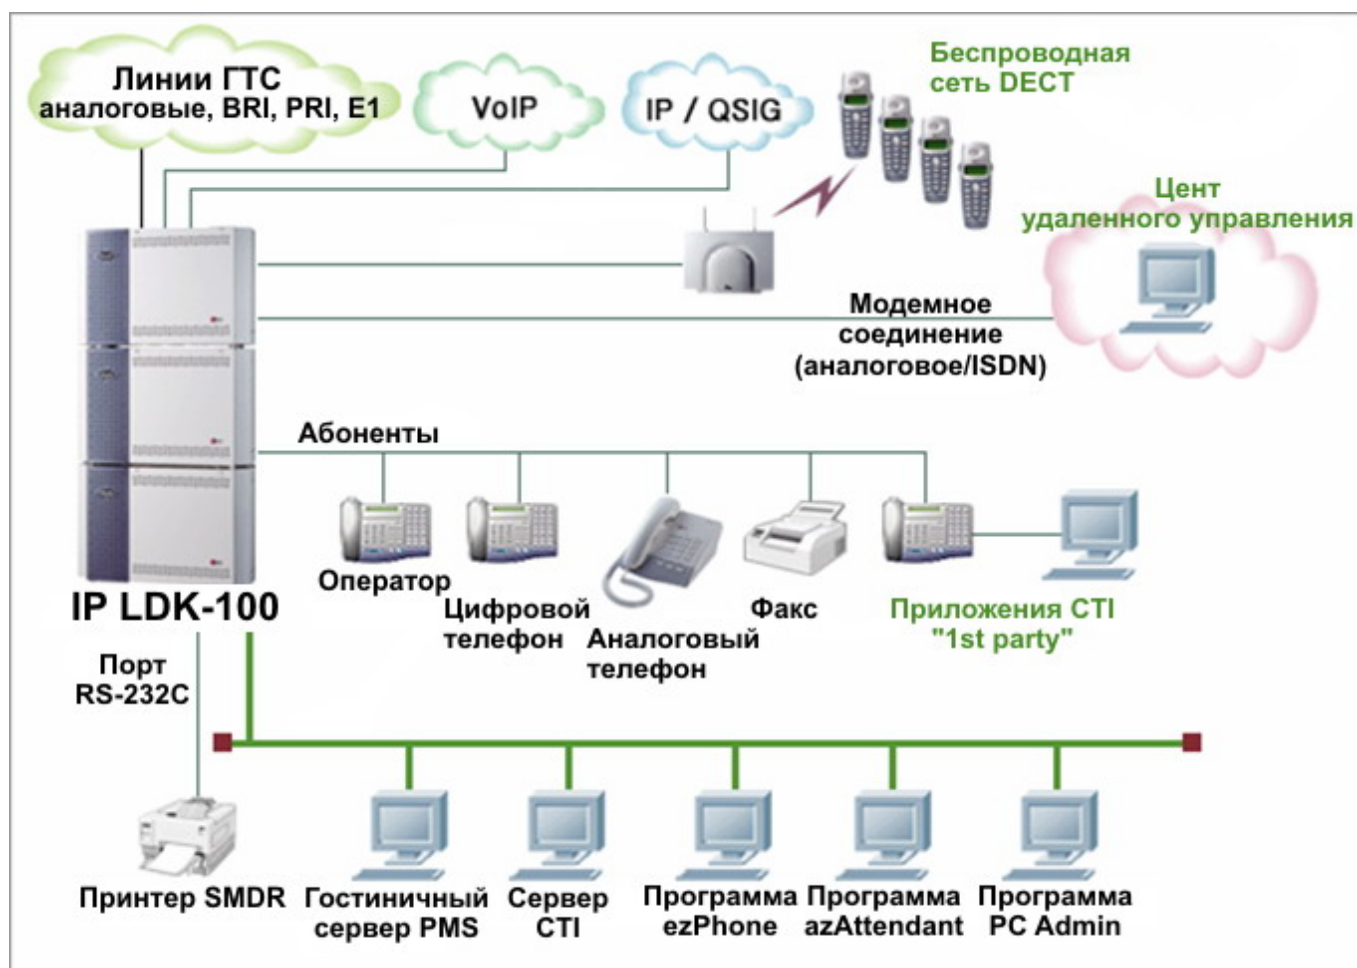 Линии ГТС
аналоговые, BRI, PRI, E1
VoIP
IP / QSIG
Беспроводная
сеть DECT
Цент
удаленного управления
Модемное
соединение
(аналоговое/ISDN)
Абоненты
Оператор
Цифровой
телефон
Аналоговый
телефон
Факс
Приложения CTI
"1st party"
IP LDK-100
Порт
RS-232C
Принтер SMDR
Гостиничный
сервер PMS
Сервер
CTI
Программа
ezPhone
Программа
azAttendant
Программа
PC Admin